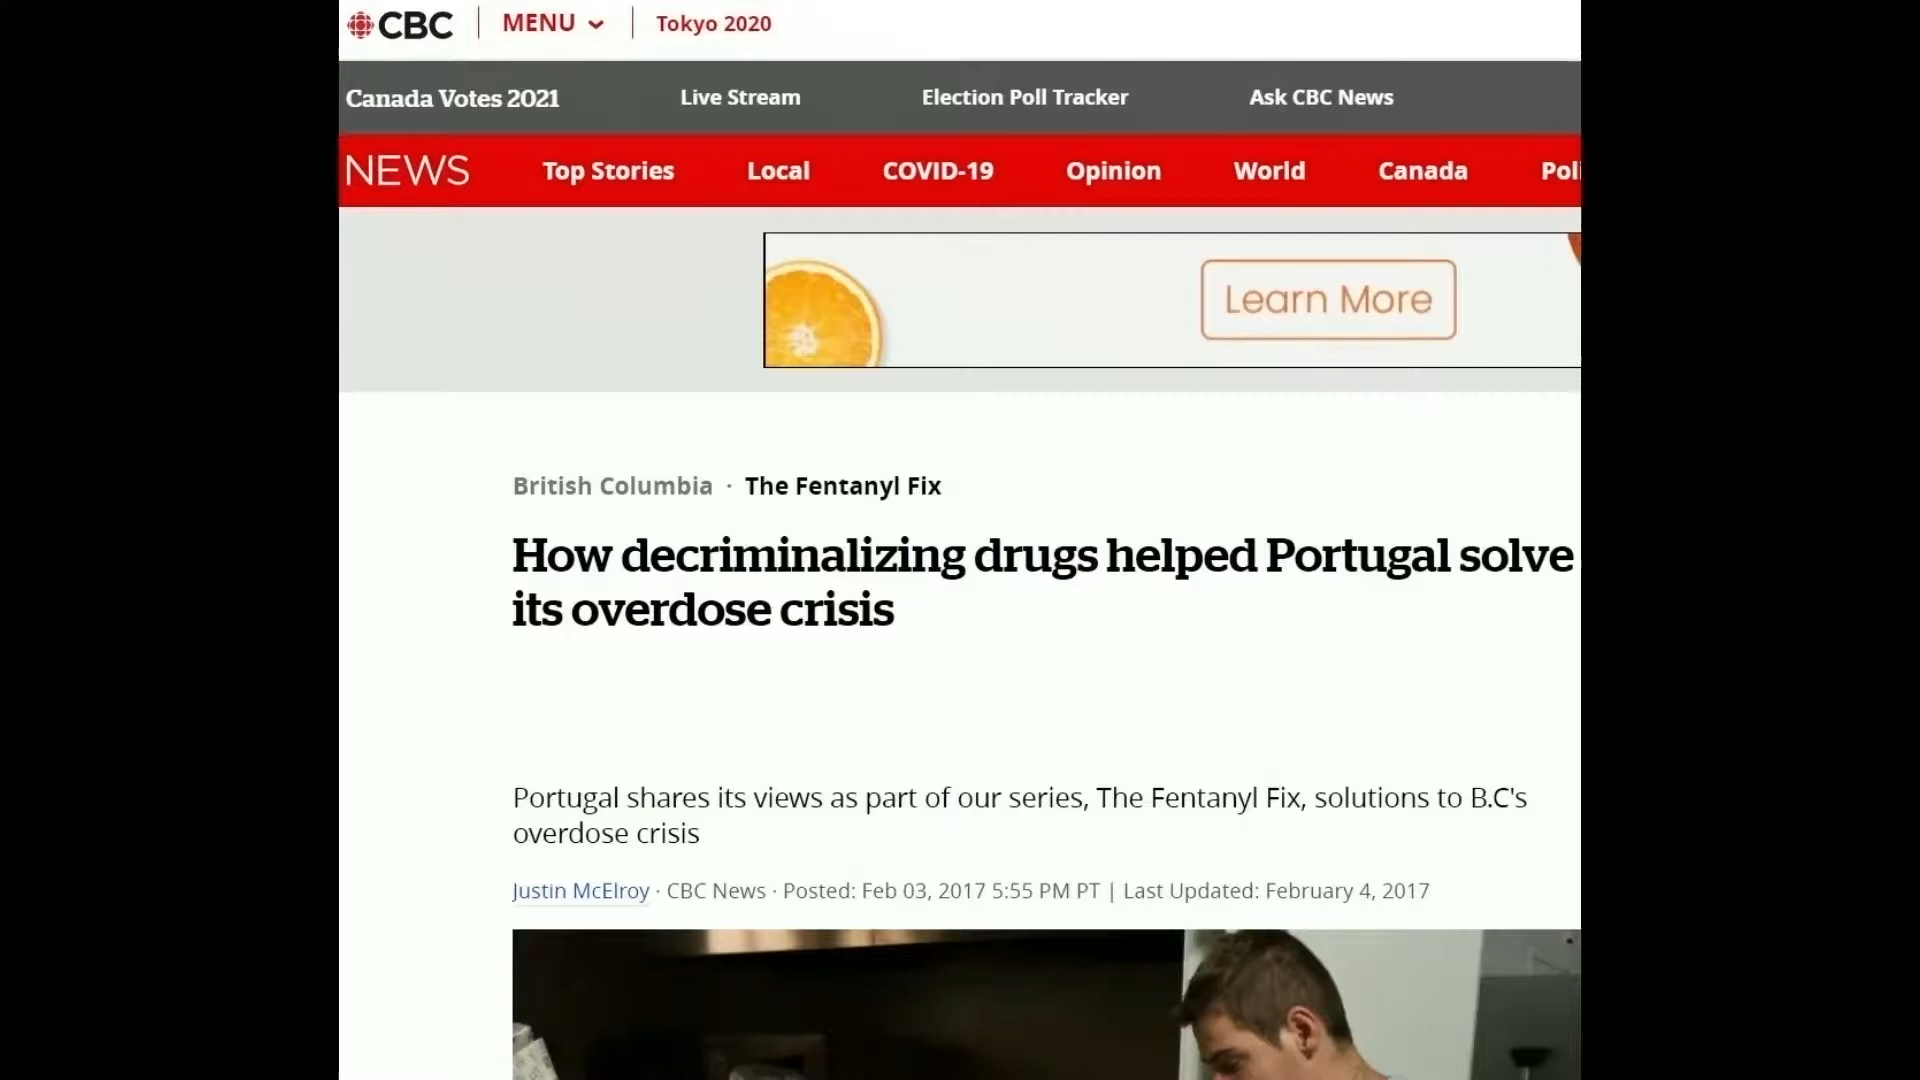 CBC MENU Tokyo 2020
Canada Votes 2021 Live Stream Election Poll Tracker Ask CBC News
NEWS Top Stories Local COVID-19 Opinion World Canada Poli
Learn More
British Columbia · The Fentanyl Fix
How decriminalizing drugs helped Portugal solve
its overdose crisis
Portugal shares its views as part of our series, The Fentanyl Fix, solutions to B.C's
overdose crisis
Justin McElroy · CBC News · Posted: Feb 03, 2017 5:55 PM PT | Last Updated: February 4, 2017